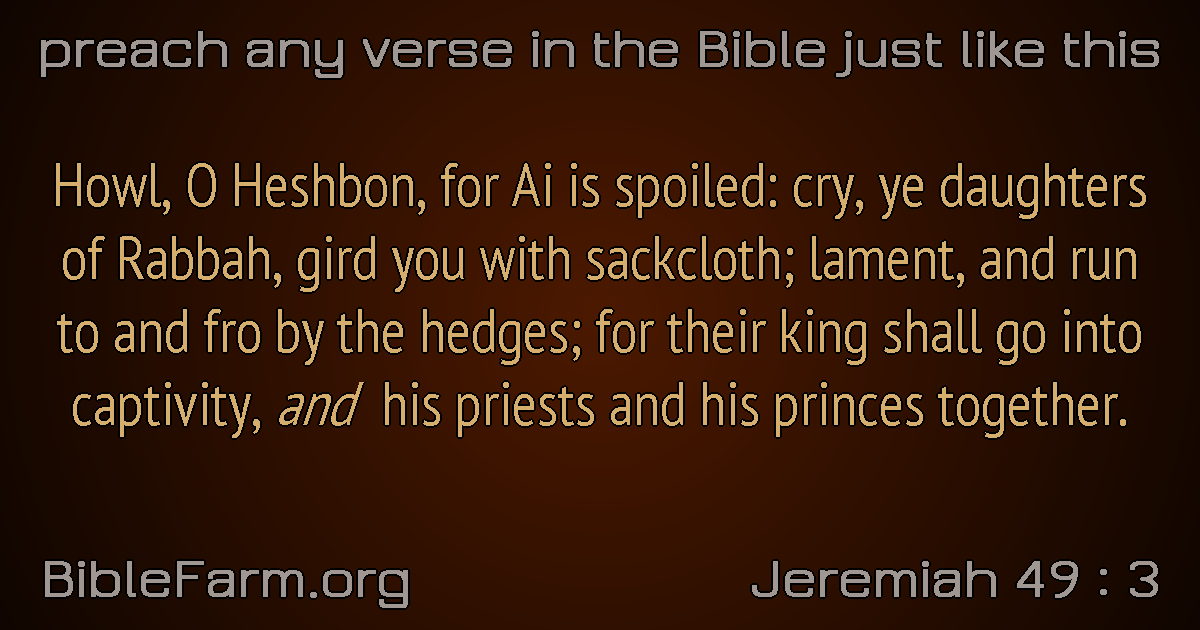 preach any verse in the Bible just like this
Howl, O Heshbon, for Ai is spoiled: cry, ye daughters
of Rabbah, gird you with sackcloth; lament, and run
to and fro by the hedges; for their king shall go into
captivity, and his priests and his princes together.
BibleFarm.org
Jeremiah 49 : 3